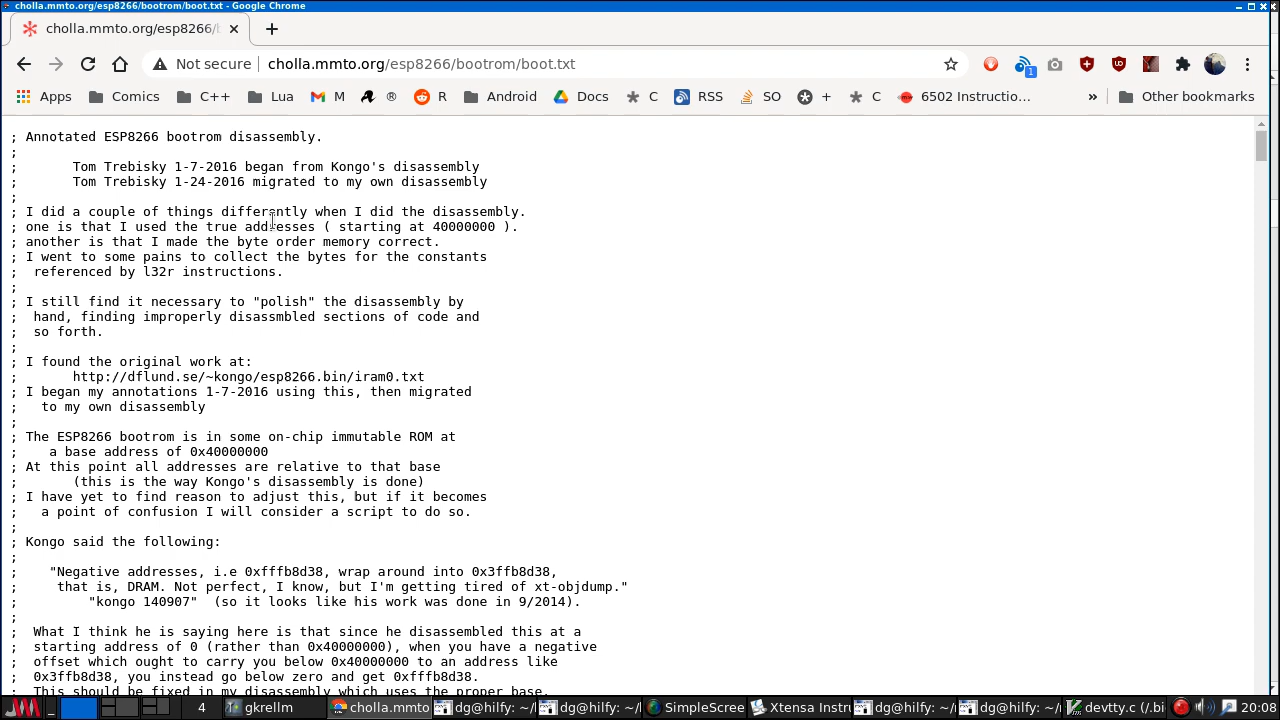 cholla.mmto.org/esp8266/bootrom/boot.txt - Google Chrome
cholla.mmto.org/esp8266/
Not secure cholla.mmto.org/esp8266/bootrom/boot.txt
Apps Comics C++ Lua M ® R Android Docs C RSS SO + C 6502 Instructio... » Other bookmarks
; Annotated ESP8266 bootrom disassembly.
;
; Tom Trebisky 1-7-2016 began from Kongo's disassembly
; Tom Trebisky 1-24-2016 migrated to my own disassembly
;
; I did a couple of things differently when I did the disassembly.
; one is that I used the true addresses ( starting at 40000000 ).
; another is that I made the byte order memory correct.
; I went to some pains to collect the bytes for the constants
; referenced by l32r instructions.
;
; I still find it necessary to "polish" the disassembly by
; hand, finding improperly disassmbled sections of code and
; so forth.
;
; I found the original work at:
; http://dflund.se/~kongo/esp8266.bin/iram0.txt
; I began my annotations 1-7-2016 using this, then migrated
; to my own disassembly
;
; The ESP8266 bootrom is in some on-chip immutable ROM at
; a base address of 0x40000000
; At this point all addresses are relative to that base
; (this is the way Kongo's disassembly is done)
; I have yet to find reason to adjust this, but if it becomes
; a point of confusion I will consider a script to do so.
;
; Kongo said the following:
;
; "Negative addresses, i.e 0xfffb8d38, wrap around into 0x3ffb8d38,
; that is, DRAM. Not perfect, I know, but I'm getting tired of xt-objdump."
; "kongo 140907" (so it looks like his work was done in 9/2014).
;
; What I think he is saying here is that since he disassembled this at a
; starting address of 0 (rather than 0x40000000), when you have a negative
; offset which ought to carry you below 0x40000000 to an address like
; 0x3ffb8d38, you instead go below zero and get 0xfffb8d38.
; This should be fixed in my disassembly which uses the proper base.
4 gkrellm cholla.mmto dg@hilfy: ~/ dg@hilfy: ~/ SimpleScree Xtensa Instru dg@hilfy: ~/ dg@hilfy: ~/ devtty.c (/.bi 20:08